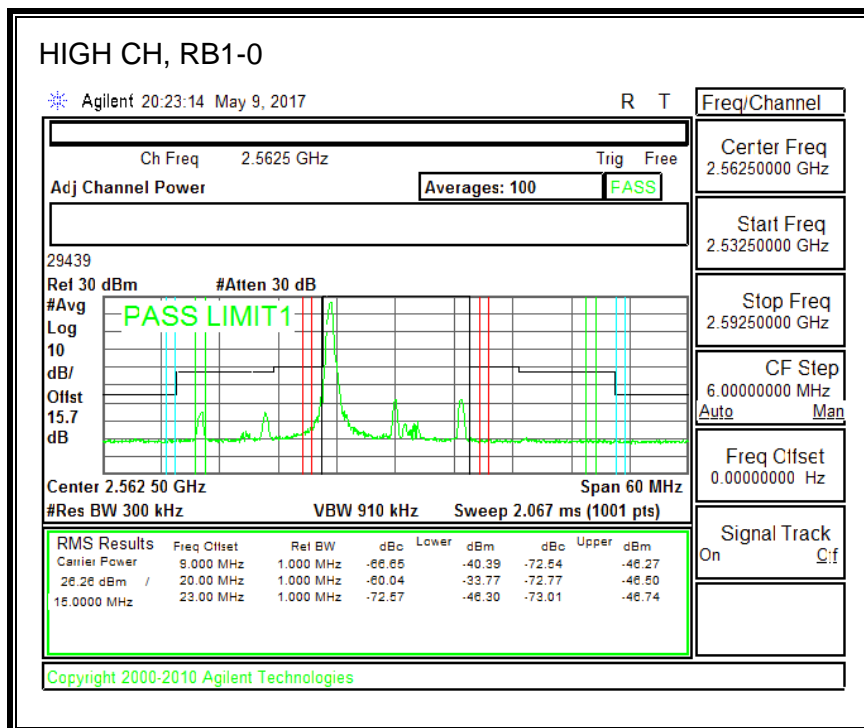 HIGH CH, RB1-0
Agilent 20:23:14 May 9, 2017 R T
Freq/Channel
Ch Freq 2.5625 GHz Trig Free
Adj Channel Power Averages: 100 PASS
Center Freq
2.56250000 GHz
Start Freq
2.53250000 GHz
29439
Ref 30 dBm #Atten 30 dB
#Avg
Log
10
dB/
Offst
15.7
dB
PASS LIMIT1
Stop Freq
2.59250000 GHz
CF Step
6.00000000 MHz
Auto Man
Freq Offset
0.00000000 Hz
Center 2.562 50 GHz Span 60 MHz
#Res BW 300 kHz VBW 910 kHz Sweep 2.067 ms (1001 pts)
Signal Track
On Off
RMS Results Freq Offset Ref BW dBc Lower dBm dBc Upper dBm
Carrier Power 9.000 MHz 1.000 MHz -66.65 -40.39 -72.54 -46.27
26.26 dBm / 20.00 MHz 1.000 MHz -60.04 -33.77 -72.77 -46.50
15.0000 MHz 23.00 MHz 1.000 MHz -72.57 -46.30 -73.01 -46.74
Copyright 2000-2010 Agilent Technologies